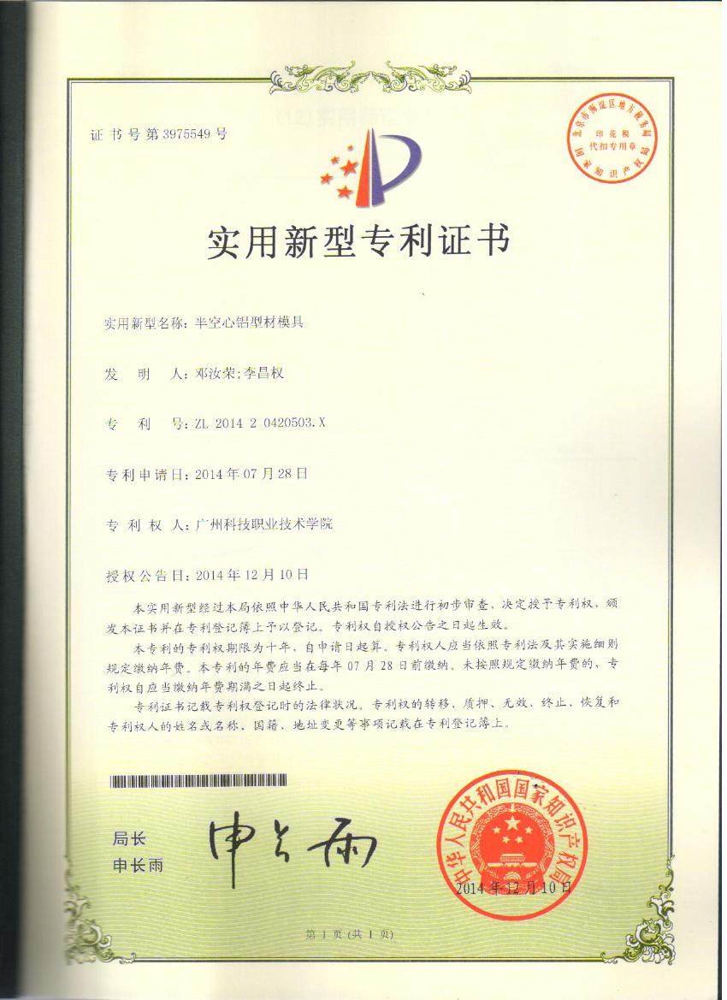 证书号第3975549号
北京市海淀区地方税务局
印花税
代扣专用章
国家知识产权局
实用新型专利证书
实用新型名称：半空心铝型材模具
发明人：邓汝荣;李昌权
专利号：ZL 2014 2 0420503.X
专利申请日：2014年07月28日
专利权人：广州科技职业技术学院
授权公告日：2014年12月10日
本实用新型经过本局依照中华人民共和国专利法进行初步审查，决定授予专利权，颁
发本证书并在专利登记簿上予以登记。专利权自授权公告之日起生效。
本专利的专利权期限为十年，自申请日起算。专利权人应当依照专利法及其实施细则
规定缴纳年费。本专利的年费应当在每年07月28日前缴纳。未按照规定缴纳年费的，专
利权自应当缴纳年费期满之日起终止。
专利证书记载专利权登记时的法律状况。专利权的转移、质押、无效、终止、恢复和
专利权人的姓名或名称、国籍、地址变更等事项记载在专利登记簿上。
局长
申长雨
申长雨
中华人民共和国国家知识产权局
2014年12月10日
第1页(共1页)